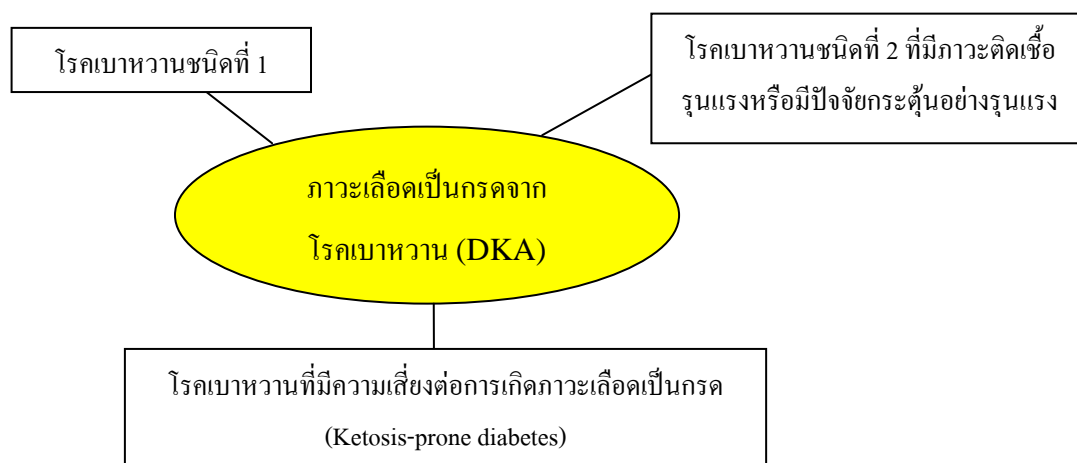 โรคเบาหวานชนิดที่ 1
โรคเบาหวานชนิดที่ 2 ที่มีภาวะติดเชื้อ
รุนแรงหรือมีปัจจัยกระตุ้นอย่างรุนแรง
ภาวะเลือดเป็นกรดจาก
โรคเบาหวาน (DKA)
โรคเบาหวานที่มีความเสี่ยงต่อการเกิดภาวะเลือดเป็นกรด
(Ketosis-prone diabetes)